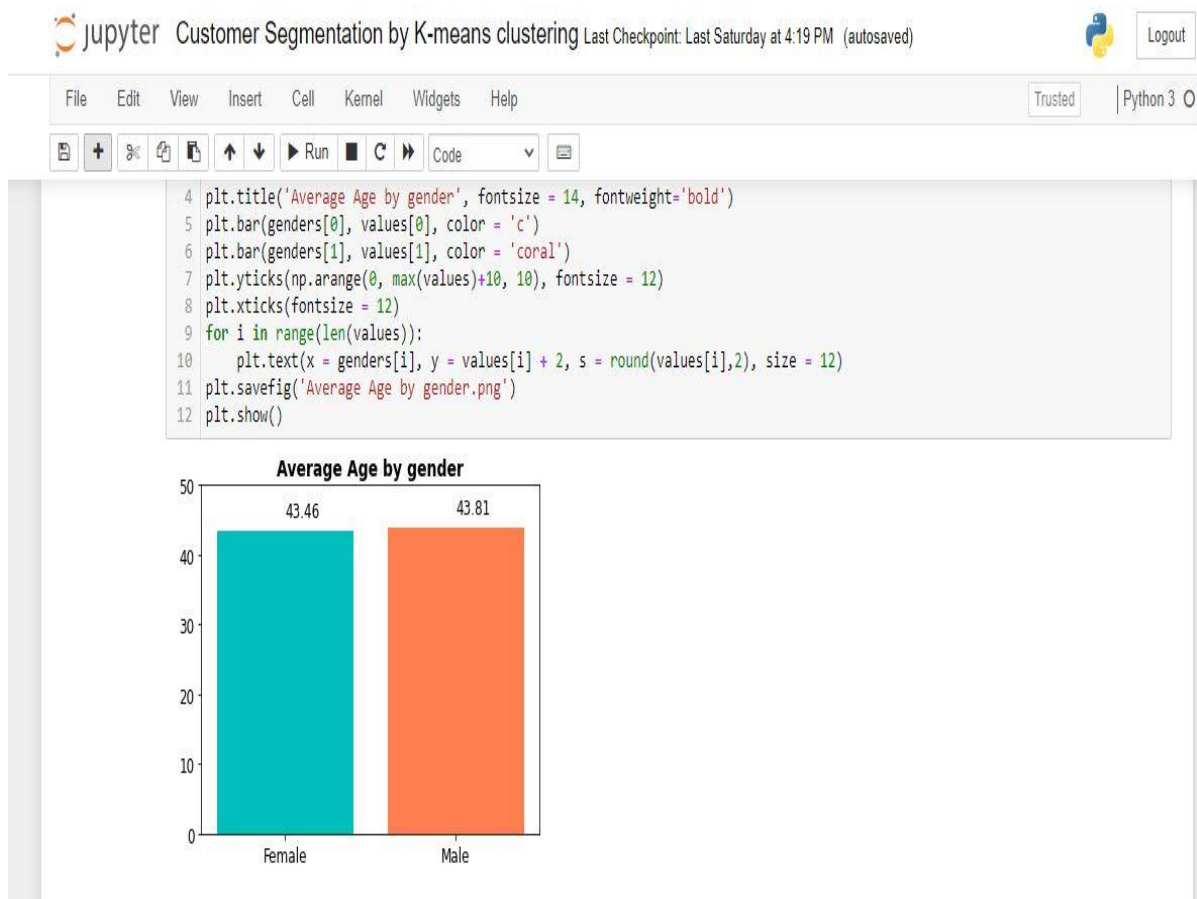 jupyter Customer Segmentation by K-means clustering Last Checkpoint: Last Saturday at 4:19 PM (autosaved) Logout
File Edit View Insert Cell Kernel Widgets Help Trusted Python 3
Run Code
4 plt.title('Average Age by gender', fontsize = 14, fontweight='bold')
5 plt.bar(genders[0], values[0], color = 'c')
6 plt.bar(genders[1], values[1], color = 'coral')
7 plt.yticks(np.arange(0, max(values)+10, 10), fontsize = 12)
8 plt.xticks(fontsize = 12)
9 for i in range(len(values)):
10     plt.text(x = genders[i], y = values[i] + 2, s = round(values[i],2), size = 12)
11 plt.savefig('Average Age by gender.png')
12 plt.show()
Average Age by gender
50
43.46 43.81
40
30
20
10
0
Female Male